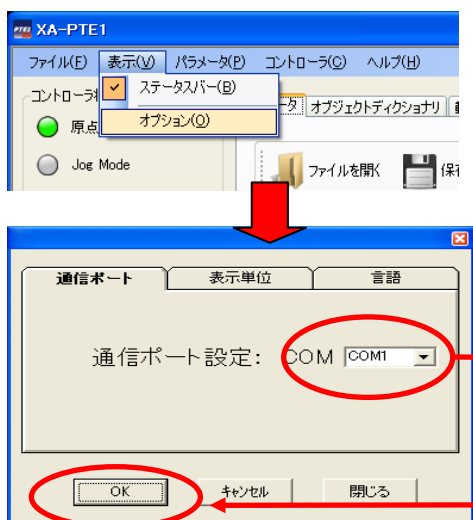 PTEL XA-PTE1
ファイル(F) 表示(V) パラメータ(P) コントローラ(C) ヘルプ(H)
コントローラ
ステータスバー(B)
ータ オブジェクトディクショナリ
原点
オプション(O)
Jog Mode
ファイルを開く
通信ポート 表示単位 言語
通信ポート設定: COM COM1
OK キャンセル 閉じる